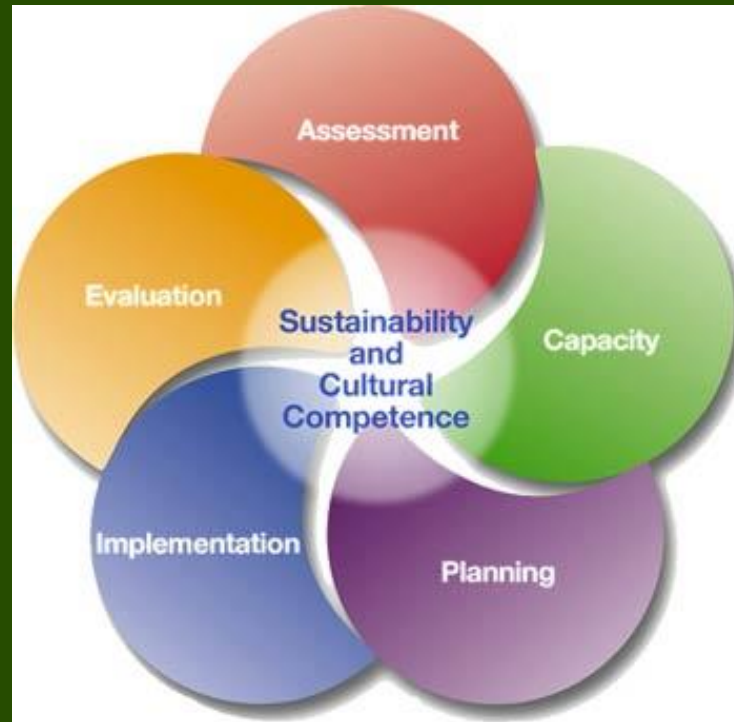 Assessment
Capacity
Planning
Implementation
Evaluation
Sustainability
and
Cultural
Competence